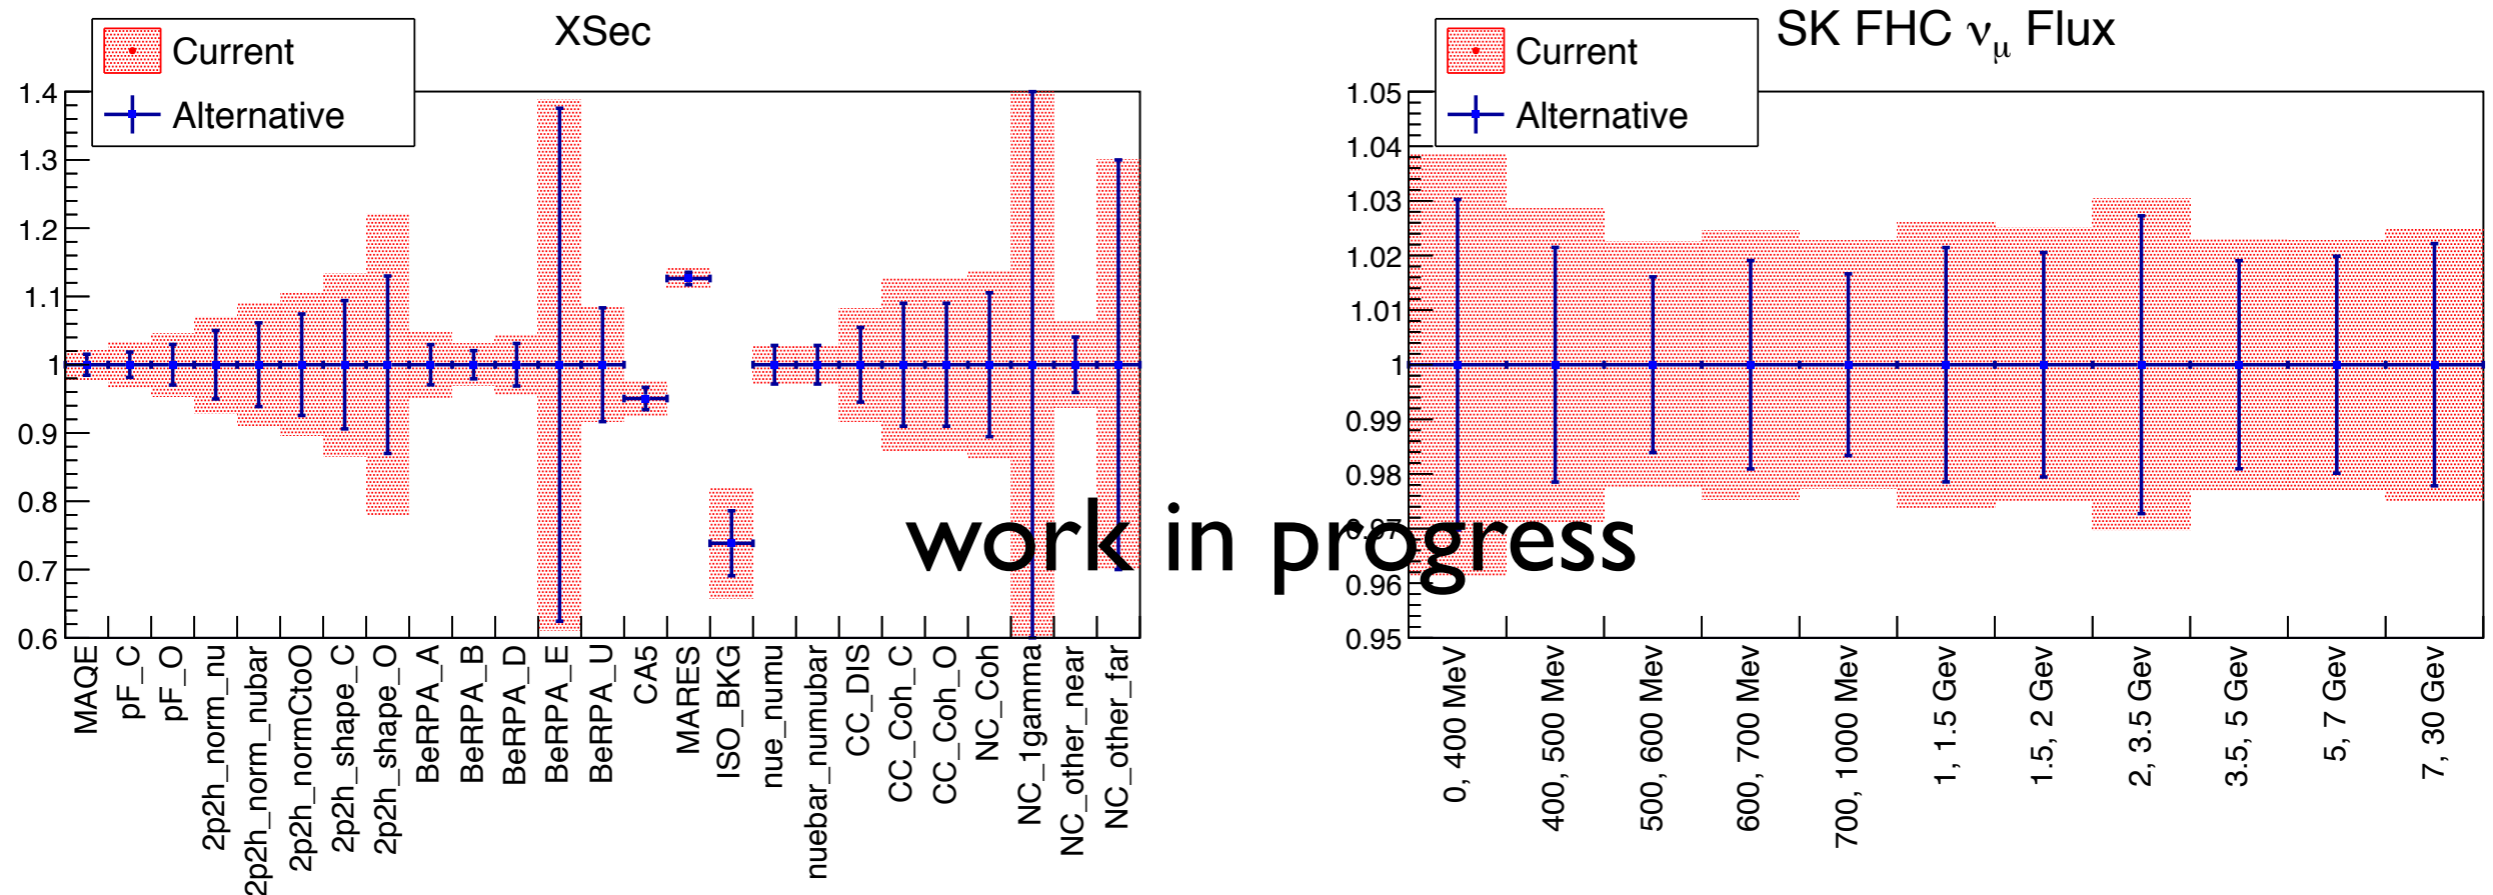 XSec
Current
Alternative
1.4
1.3
1.2
1.1
1
0.9
0.8
0.7
0.6
MAQE
pF_C
pF_O
2p2h_norm_nu
2p2h_norm_nubar
2p2h_normCtoO
2p2h_shape_C
2p2h_shape_O
BeRPA_A
BeRPA_B
BeRPA_D
BeRPA_E
BeRPA_U
CA5
MARES
ISO_BKG
nue_numu
nuebar_numubar
CC_DIS
CC_Coh_C
CC_Coh_O
NC_Coh
NC_1gamma
NC_other_near
NC_other_far
work in progress
SK FHC νμ Flux
Current
Alternative
1.05
1.04
1.03
1.02
1.01
1
0.99
0.98
0.97
0.96
0.95
0, 400 MeV
400, 500 Mev
500, 600 Mev
600, 700 Mev
700, 1000 Mev
1, 1.5 Gev
1.5, 2 Gev
2, 3.5 Gev
3.5, 5 Gev
5, 7 Gev
7, 30 Gev